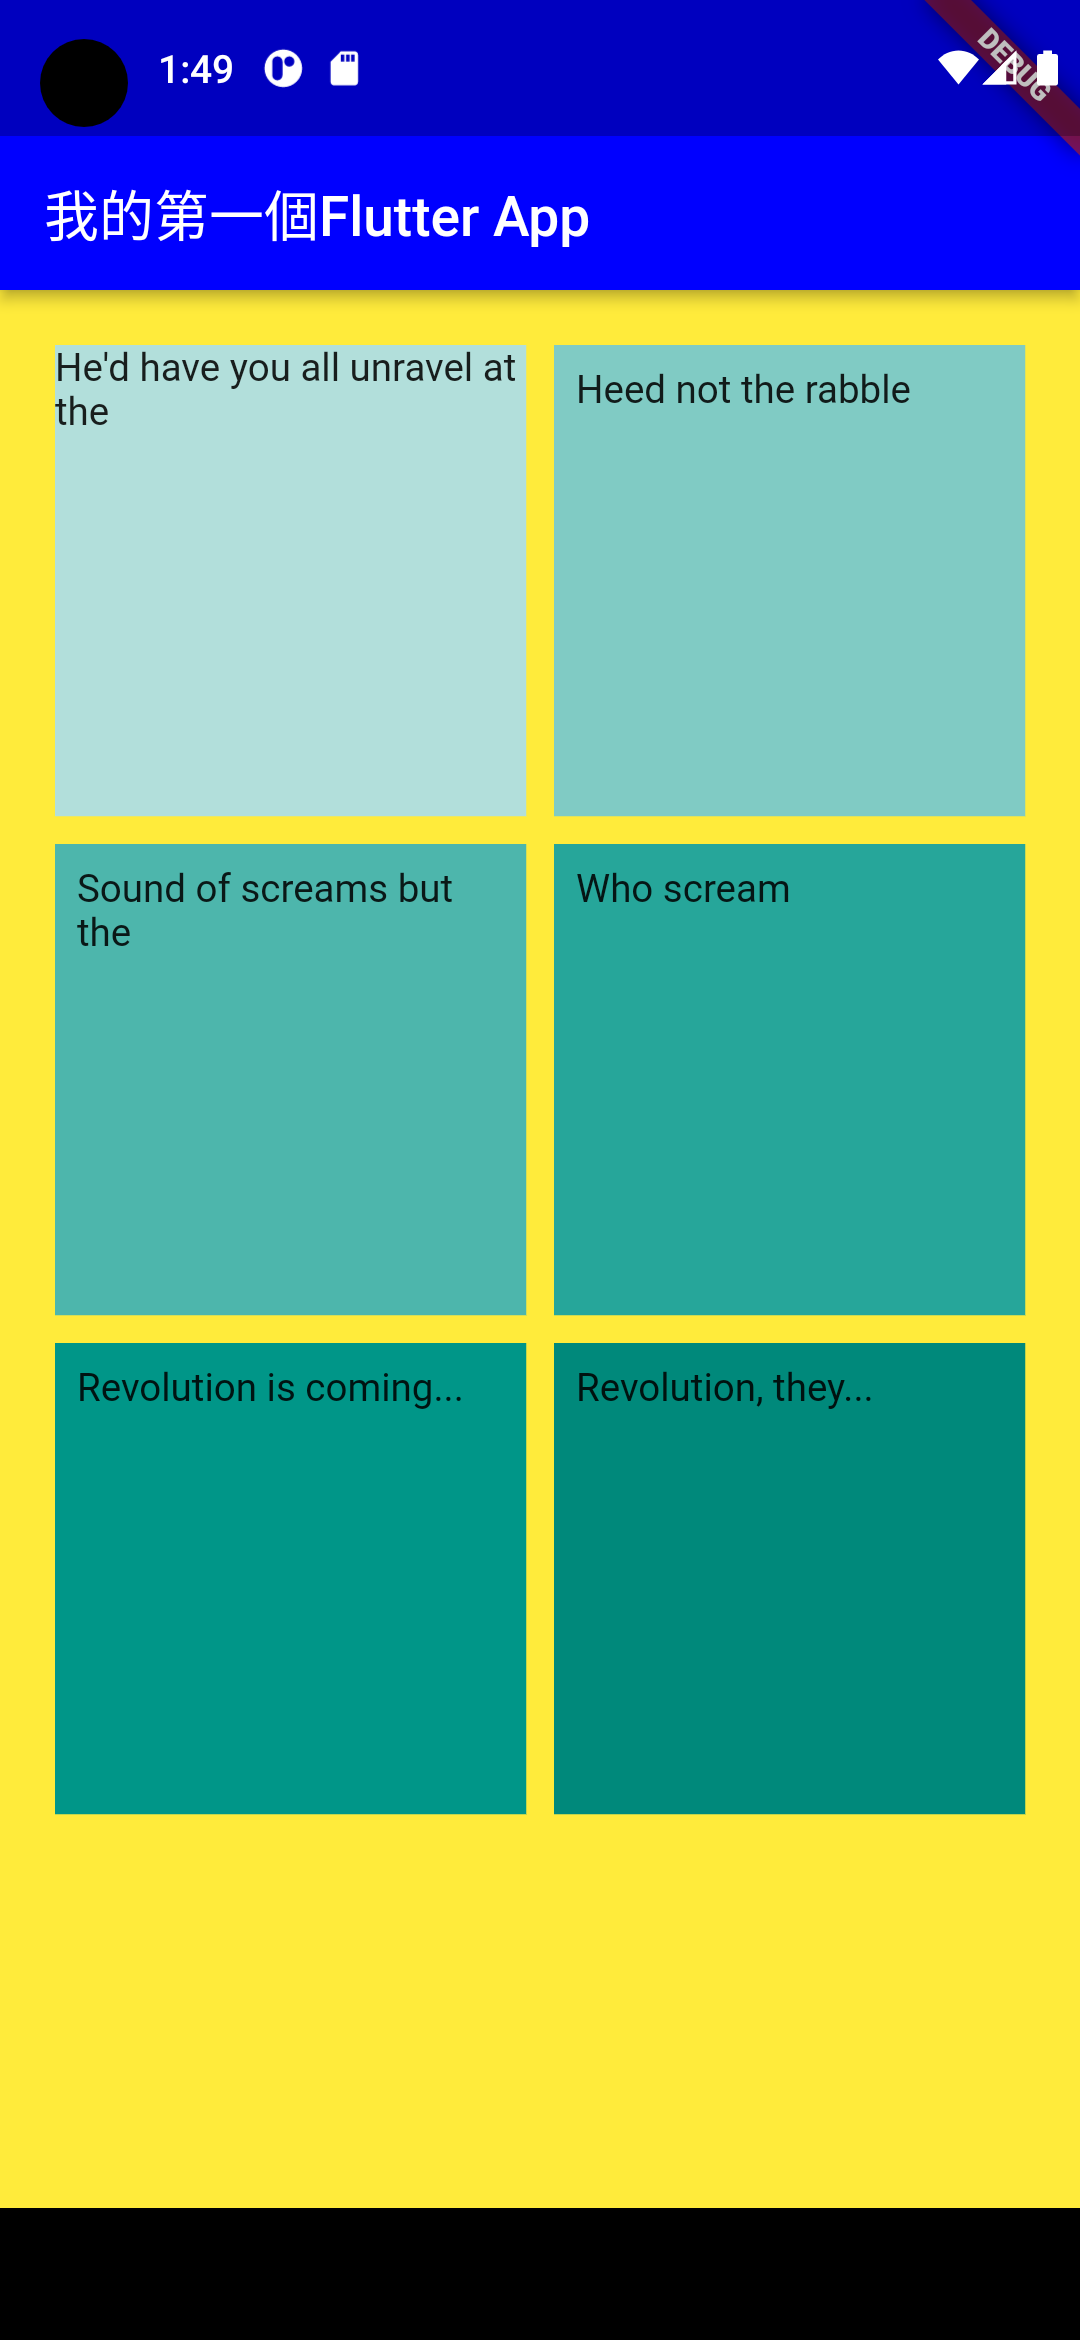 1:49
DEBUG
我的第一個Flutter App
He'd have you all unravel at
the
Heed not the rabble
Sound of screams but
the
Who scream
Revolution is coming...
Revolution, they...